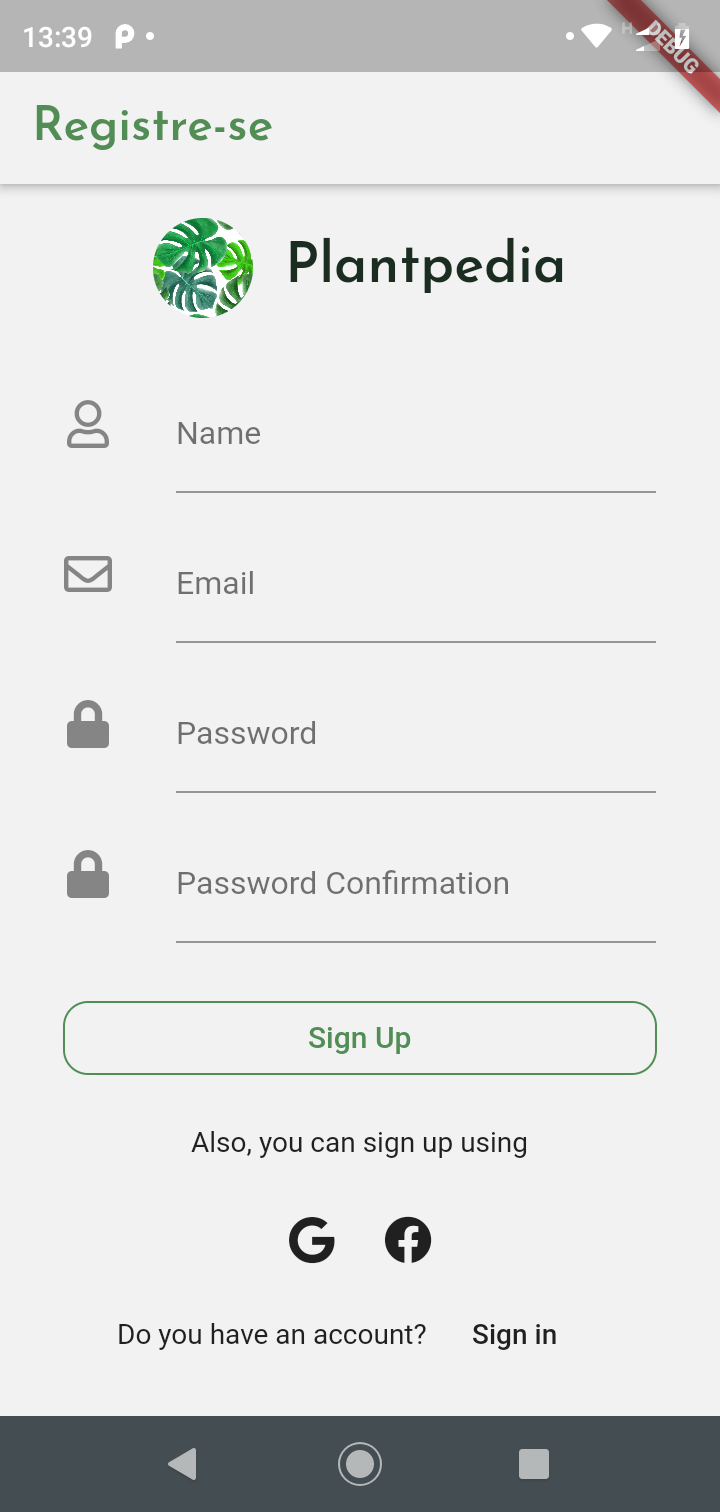 13:39
H
DEBUG
Registre-se
Plantpedia
Name
Email
Password
Password Confirmation
Sign Up
Also, you can sign up using
Do you have an account? Sign in